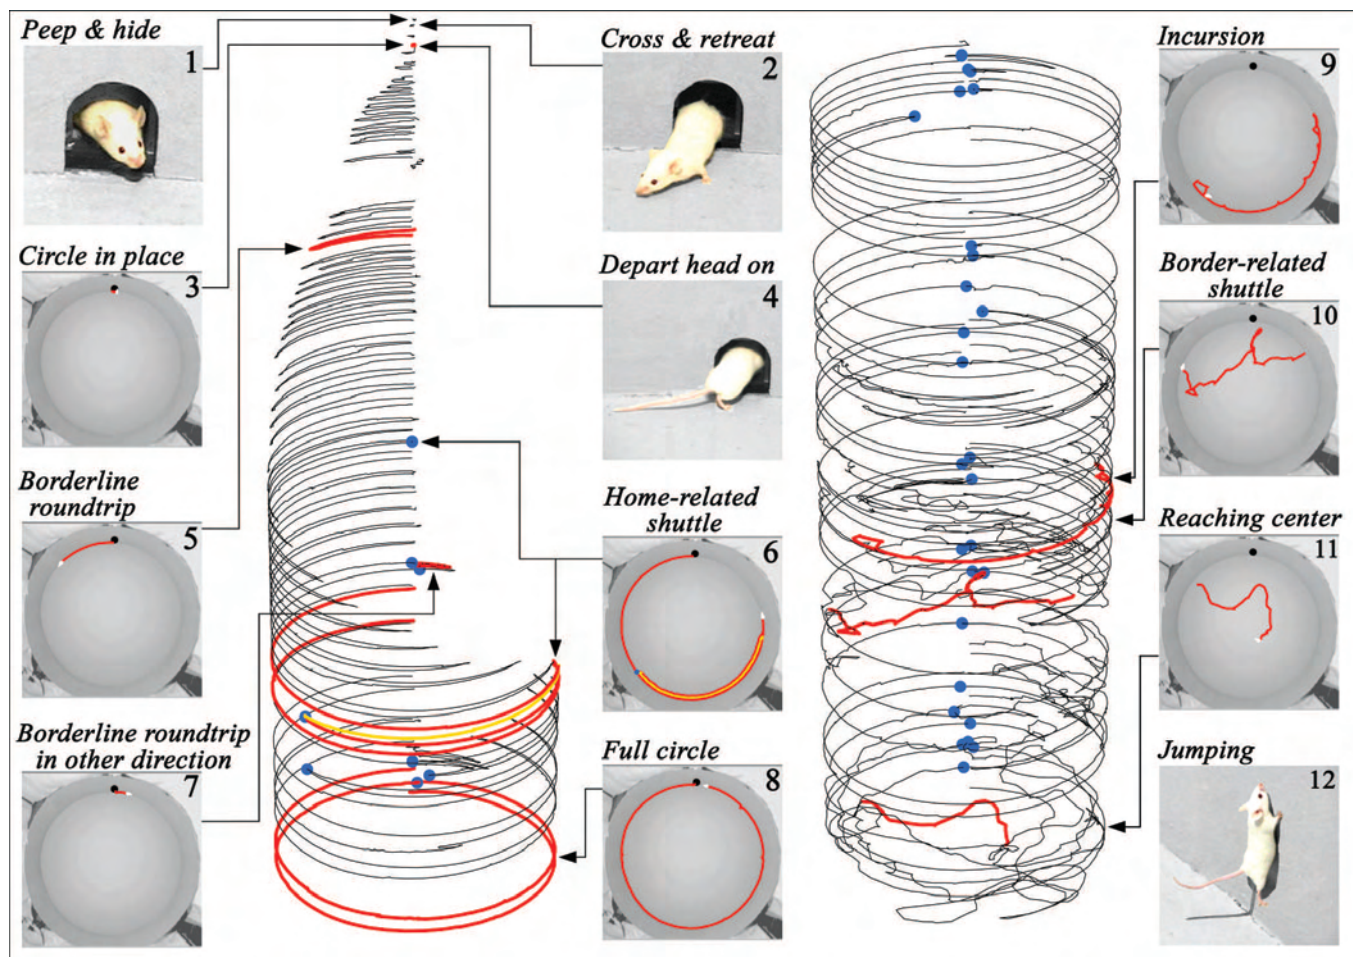 Peep & hide
1
Cross & retreat
2
Circle in place
3
Depart head on
4
Borderline
roundtrip
5
Home-related
shuttle
6
Borderline roundtrip
in other direction
7
Full circle
8
Incursion
9
Border-related
shuttle
10
Reaching center
11
Jumping
12